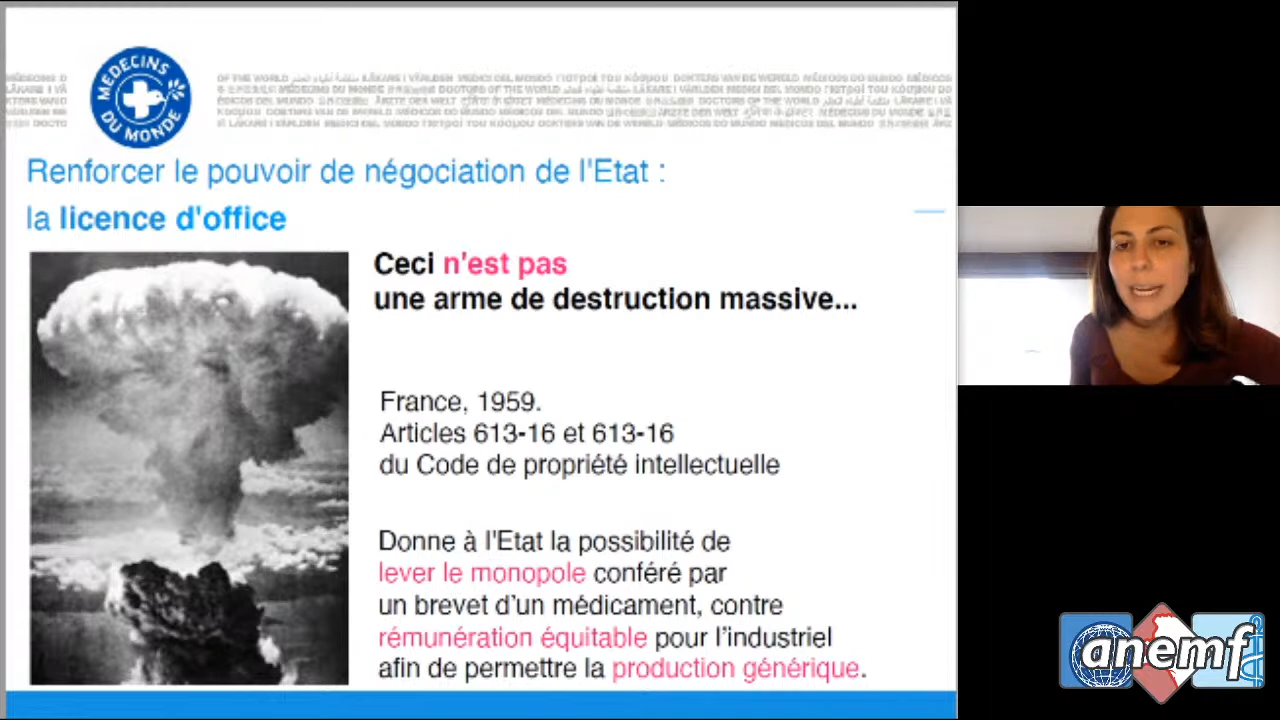 MEDECINS
DU MONDE
Renforcer le pouvoir de négociation de l'Etat :
la licence d'office
Ceci n'est pas
une arme de destruction massive...
France, 1959.
Articles 613-16 et 613-16
du Code de propriété intellectuelle
Donne à l'Etat la possibilité de
lever le monopole conféré par
un brevet d'un médicament, contre
rémunération équitable pour l'industriel
afin de permettre la production générique.
anemf